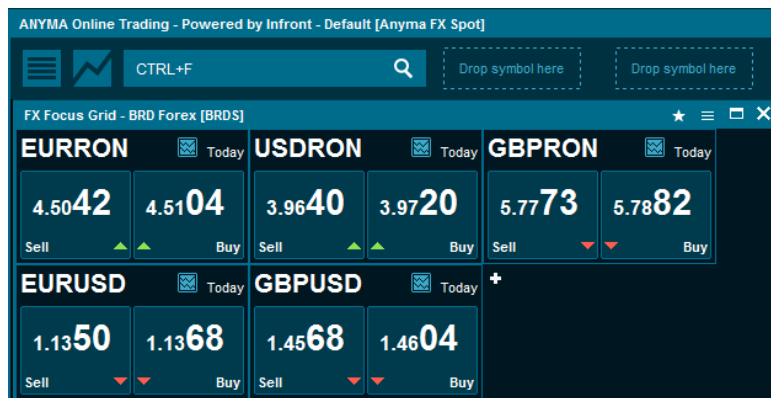 ANYMA Online Trading - Powered by Infront - Default [Anyma FX Spot]
CTRL+F
Drop symbol here
Drop symbol here
FX Focus Grid - BRD Forex [BRDS]
EURRON Today USDRON Today GBPRON Today
4.5042 4.5104 3.9640 3.9720 5.7773 5.7882
Sell Buy Sell Buy Sell Buy
EURUSD Today GBPUSD Today
1.1350 1.1368 1.4568 1.4604
Sell Buy Sell Buy